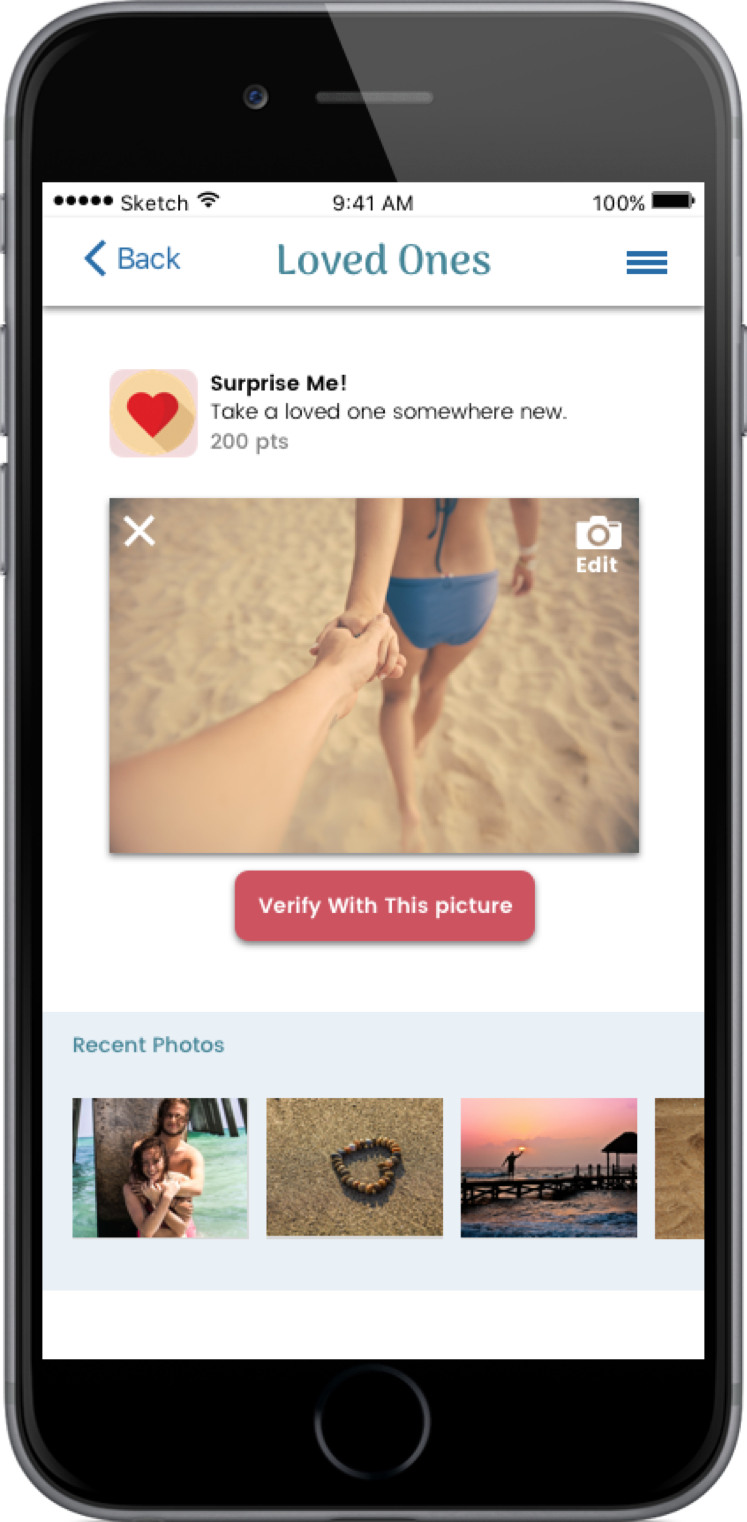 Sketch 9:41 AM 100%
Back Loved Ones
Surprise Me!
Take a loved one somewhere new.
200 pts
Edit
Verify With This picture
Recent Photos